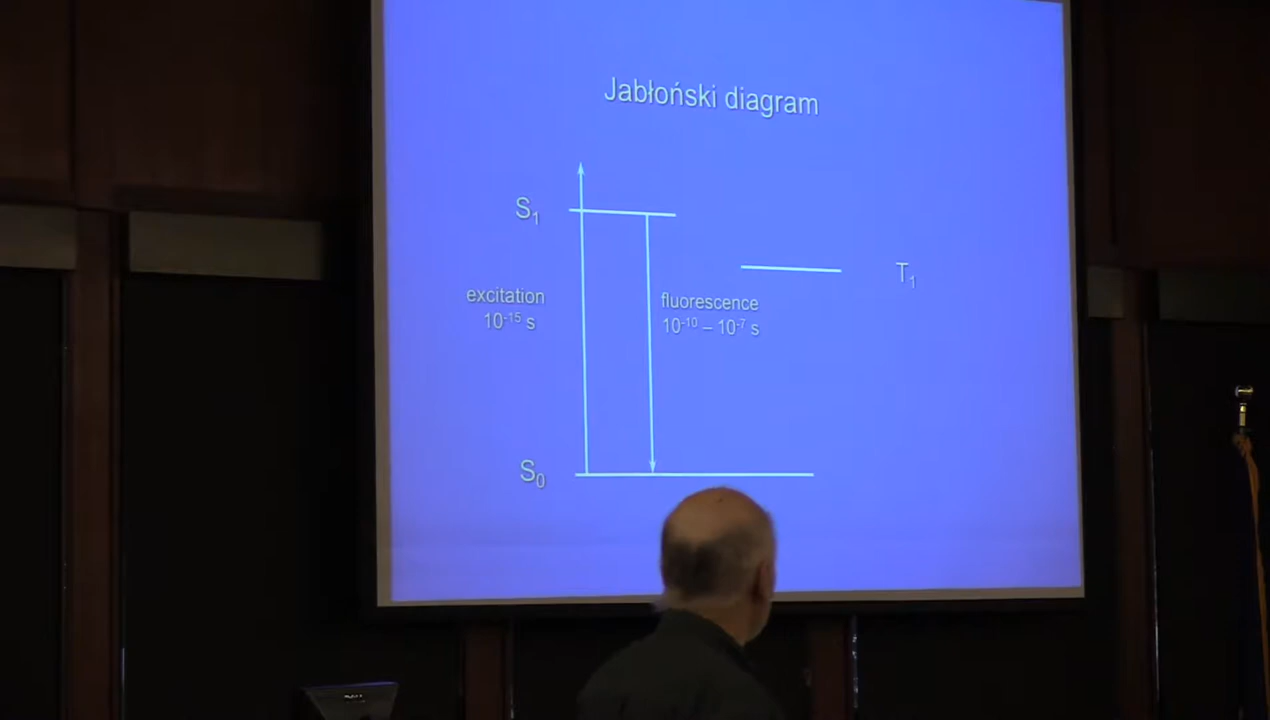 Jabłoński diagram
S₁
T₁
excitation
10⁻¹⁵ s
fluorescence
10⁻¹⁰ – 10⁻⁷ s
S₀